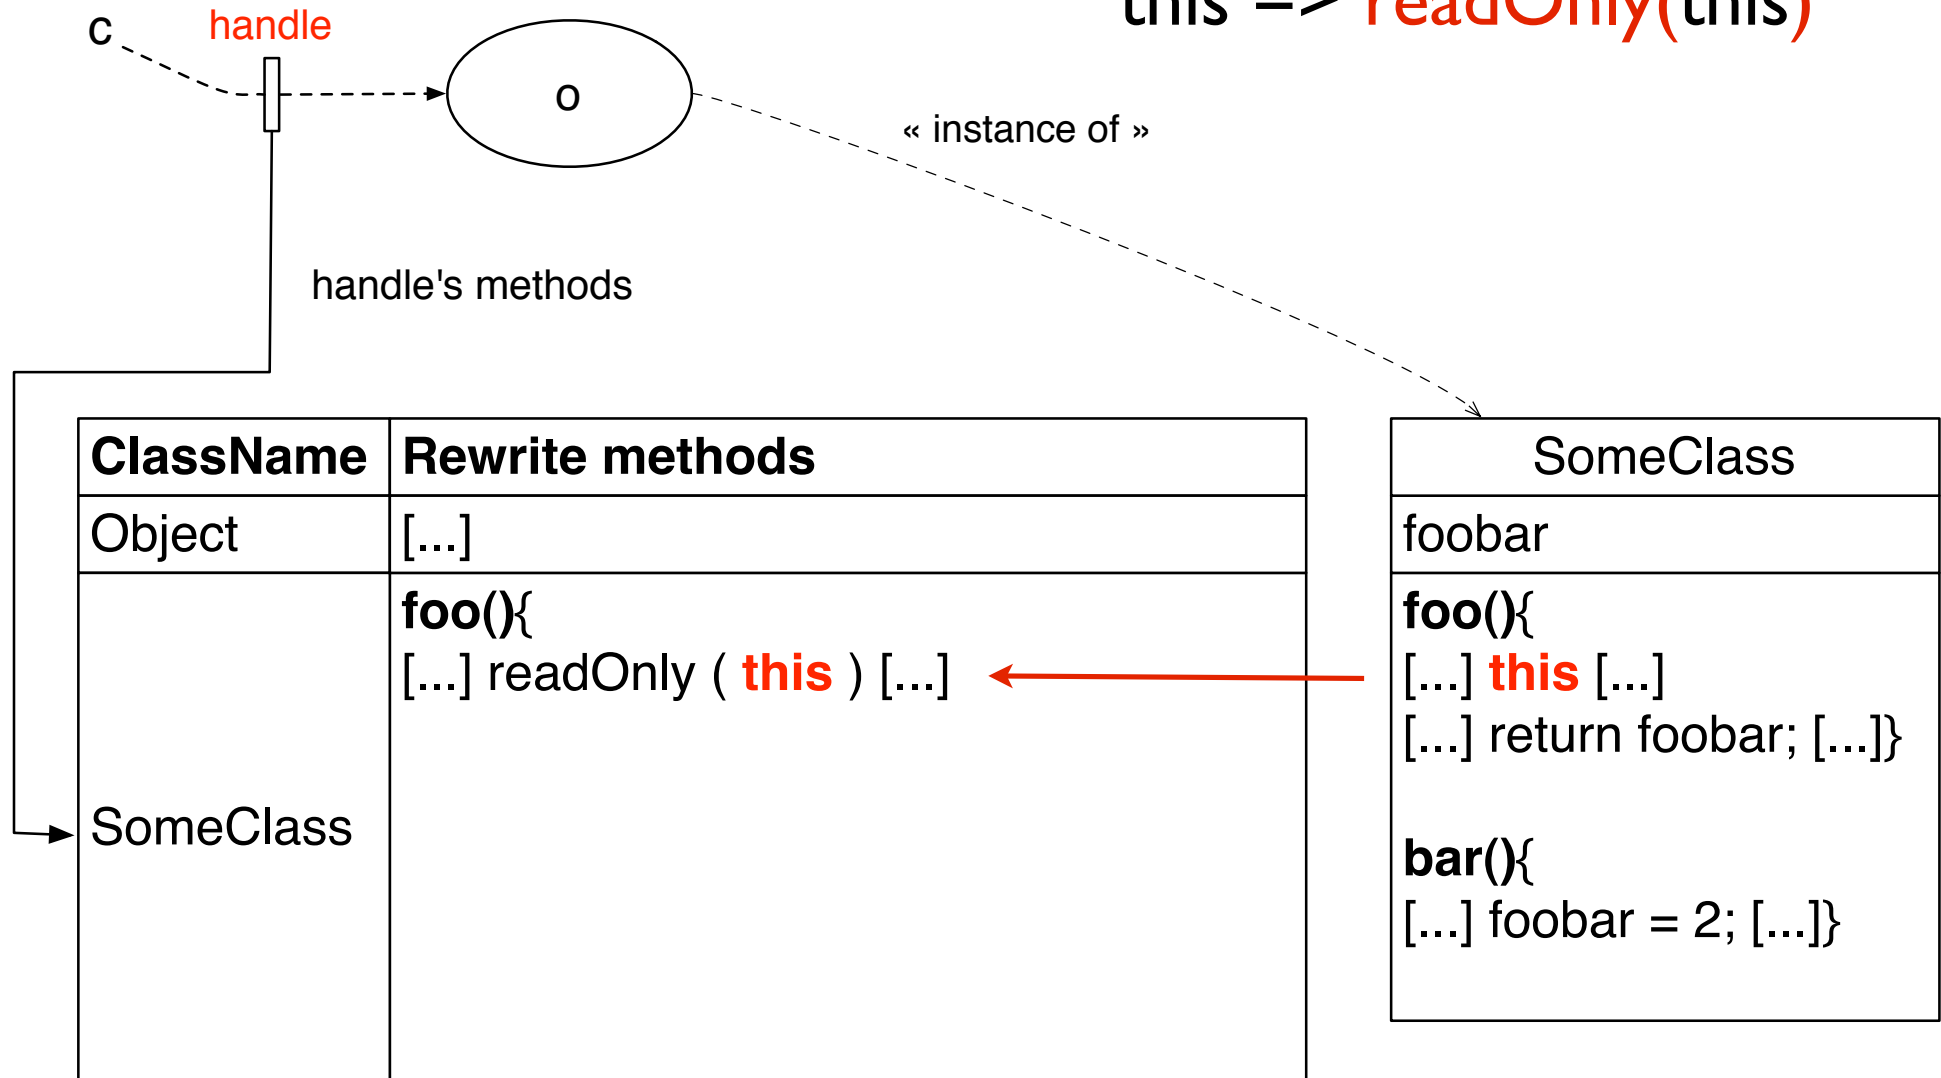 this => readOnly(this)
c
handle
o
« instance of »
handle's methods
ClassName
Rewrite methods
Object
[...]
SomeClass
foo(){
[...] readOnly ( this ) [...]
SomeClass
foobar
foo(){
[...] this [...]
[...] return foobar; [...]}
bar(){
[...] foobar = 2; [...]}